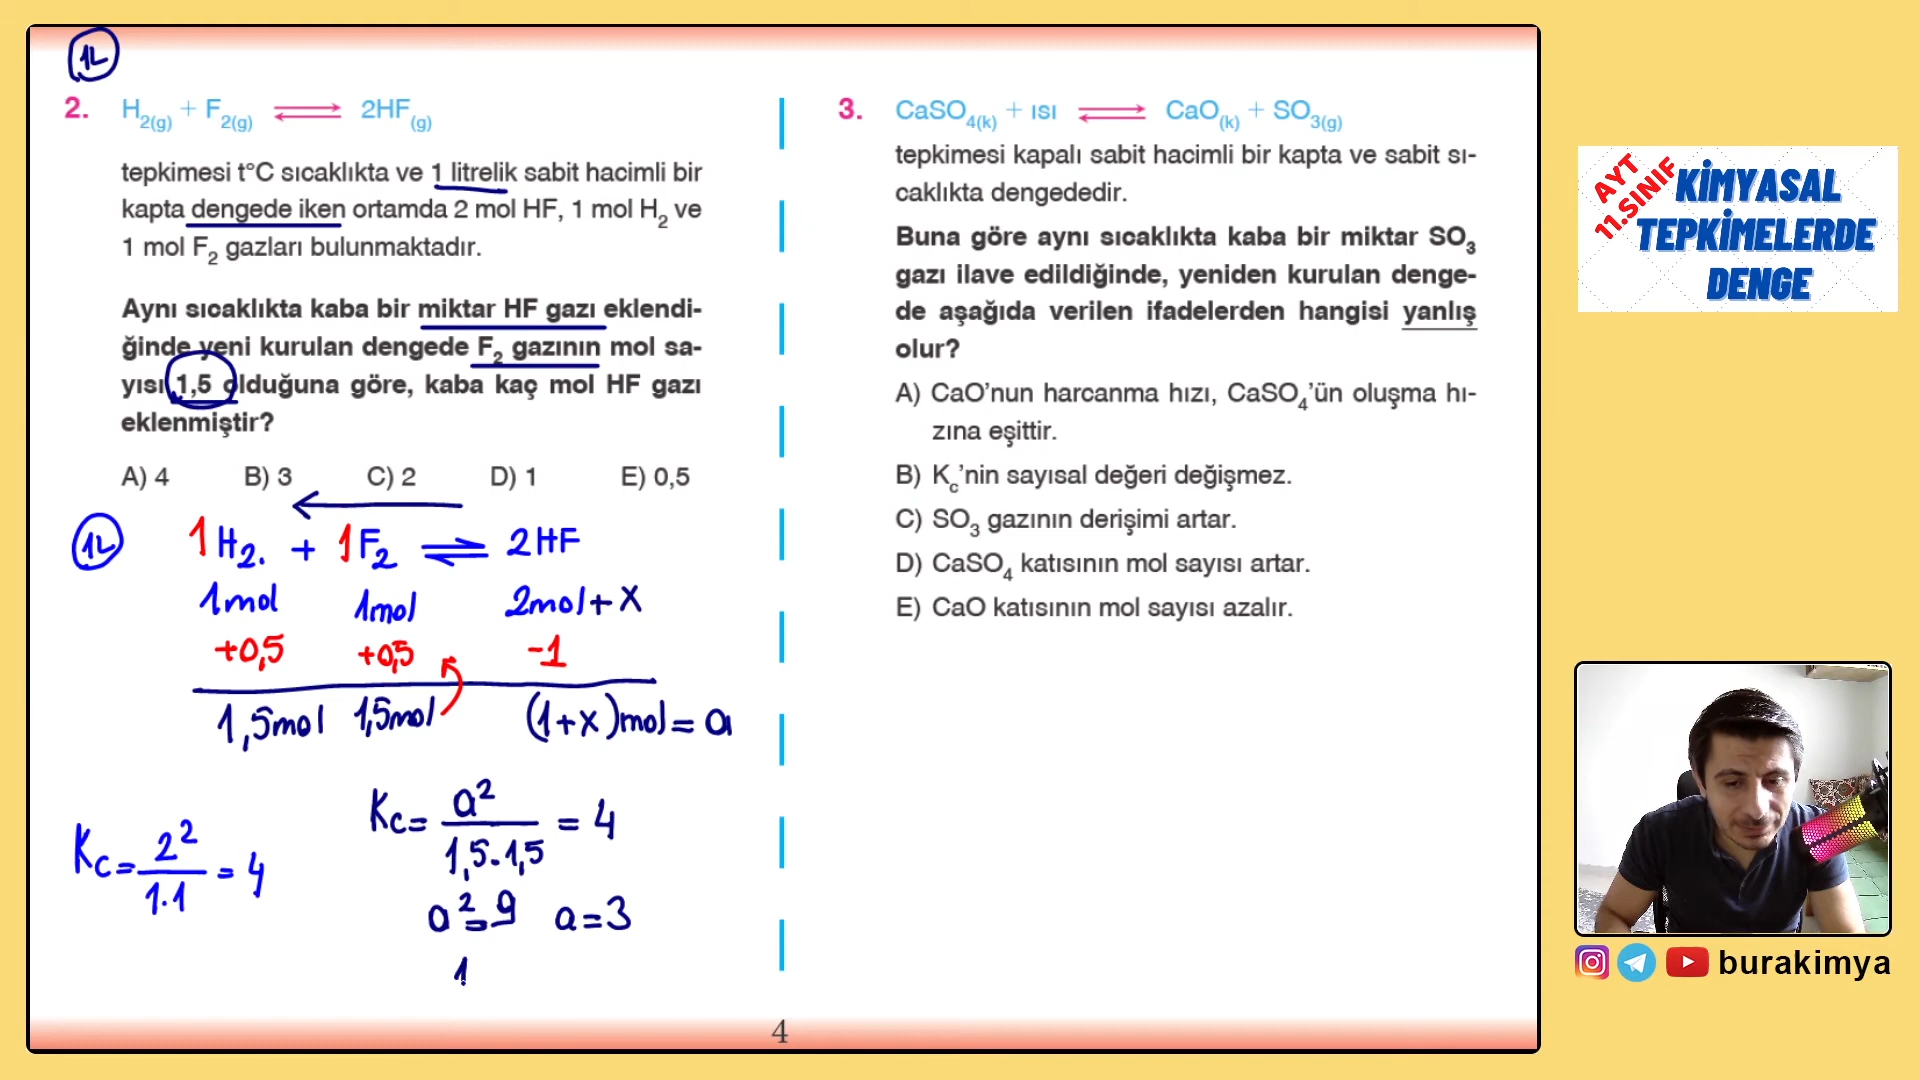 1L
2. H2(g) + F2(g) ⇌ 2HF(g)
tepkimesi t°C sıcaklıkta ve 1 litrelik sabit hacimli bir
kapta dengede iken ortamda 2 mol HF, 1 mol H2 ve
1 mol F2 gazları bulunmaktadır.
Aynı sıcaklıkta kaba bir miktar HF gazı eklendi-
ğinde yeni kurulan dengede F2 gazının mol sa-
yısı 1,5 olduğuna göre, kaba kaç mol HF gazı
eklenmiştir?
A) 4 B) 3 C) 2 D) 1 E) 0,5
1L 1H2 + 1F2 ⇌ 2HF
1mol 1mol 2mol+x
+0,5 +0,5 -1
1,5mol 1,5mol (1+x)mol = a
Kc = 2²/1.1 = 4
Kc = a²/1,5.1,5 = 4
a² = 9 a = 3
1
3. CaSO4(k) + ısı ⇌ CaO(k) + SO3(g)
tepkimesi kapalı sabit hacimli bir kapta ve sabit sı-
caklıkta dengededir.
Buna göre aynı sıcaklıkta kaba bir miktar SO3
gazı ilave edildiğinde, yeniden kurulan denge-
de aşağıda verilen ifadelerden hangisi yanlış
olur?
A) CaO’nun harcanma hızı, CaSO4’ün oluşma hı-
zına eşittir.
B) Kc’nin sayısal değeri değişmez.
C) SO3 gazının derişimi artar.
D) CaSO4 katısının mol sayısı artar.
E) CaO katısının mol sayısı azalır.
4
AYT
11.SINIF
KİMYASAL
TEPKİMELERDE
DENGE
burakimya